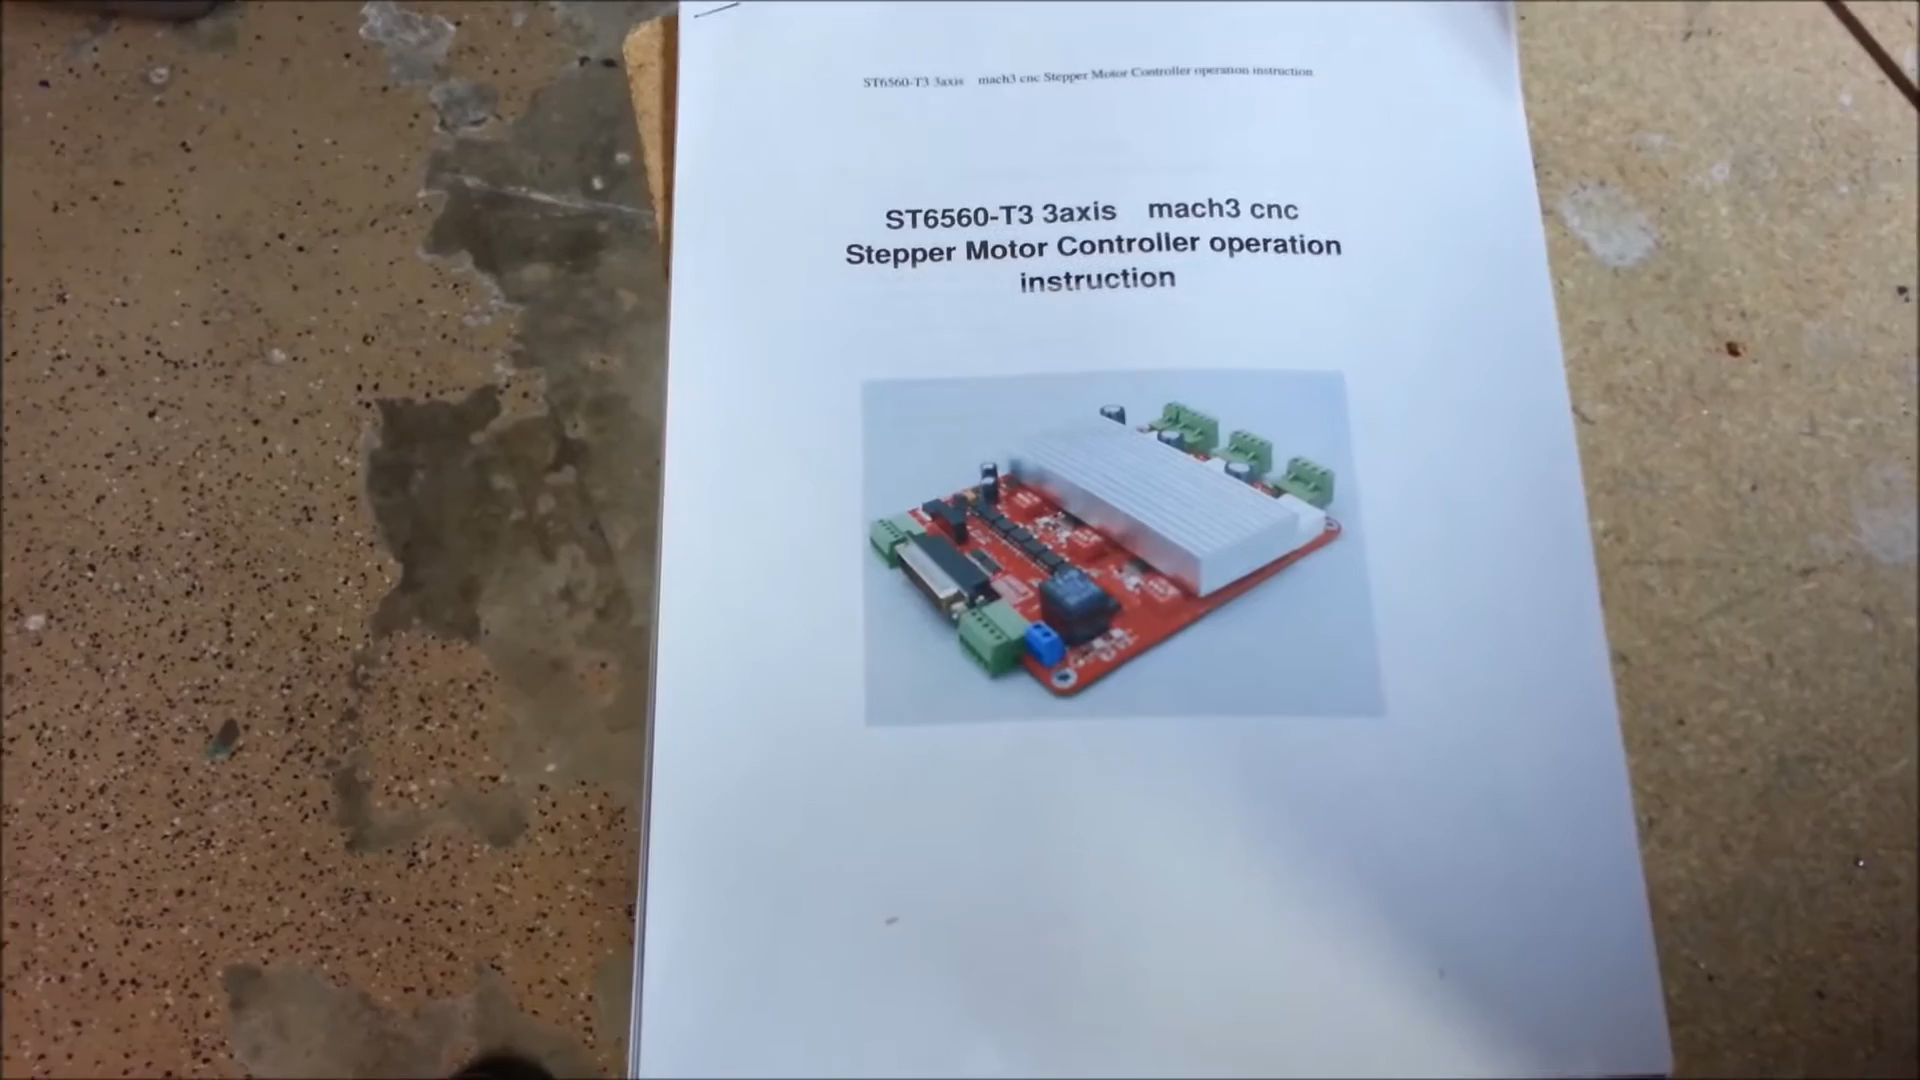 ST6560-T3 3axis mach3 cnc Stepper Motor Controller operation instruction
ST6560-T3 3axis mach3 cnc
Stepper Motor Controller operation
instruction